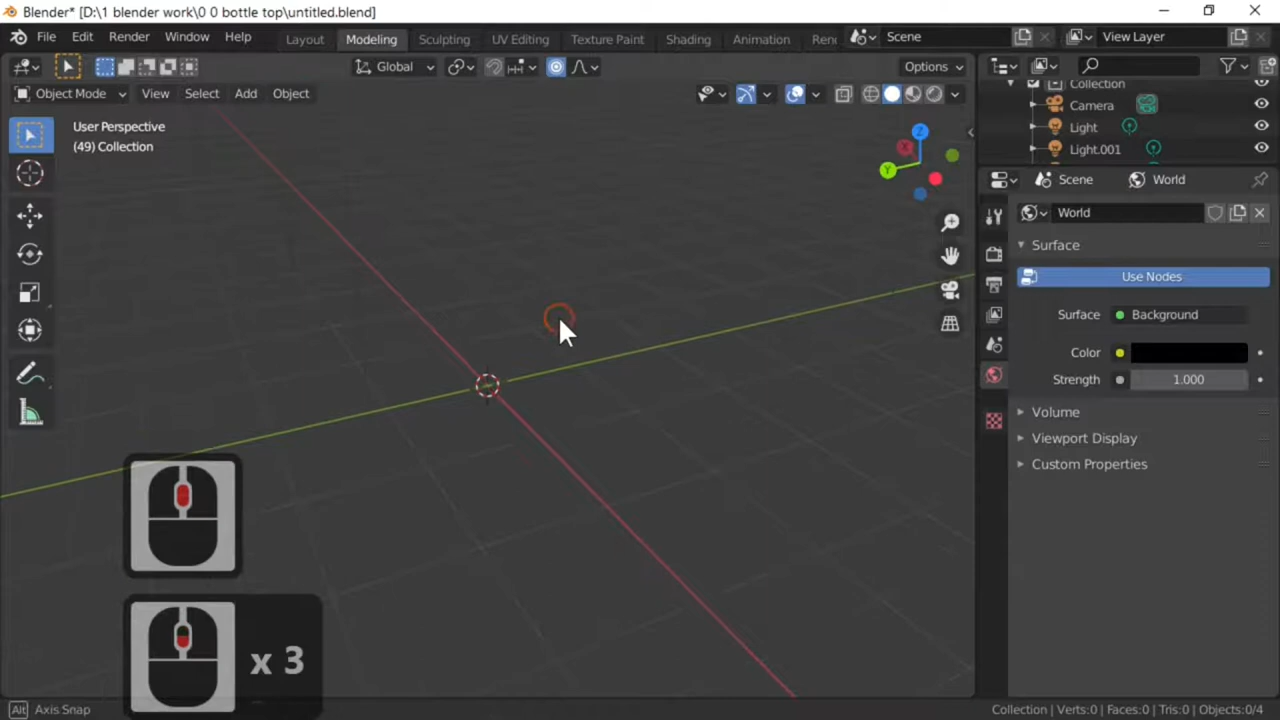 Blender* [D:\1 blender work\0 0 bottle top\untitled.blend]
File Edit Render Window Help Layout Modeling Sculpting UV Editing Texture Paint Shading Animation Ren Scene View Layer
Global Options
Object Mode View Select Add Object
Collection
Camera
Light
Light.001
User Perspective
(49) Collection
Z
X
Y
Scene World
World
Surface
Use Nodes
Surface Background
Color
Strength 1.000
Volume
Viewport Display
Custom Properties
x 3
Alt Axis Snap
Collection | Verts:0 | Faces:0 | Tris:0 | Objects:0/4